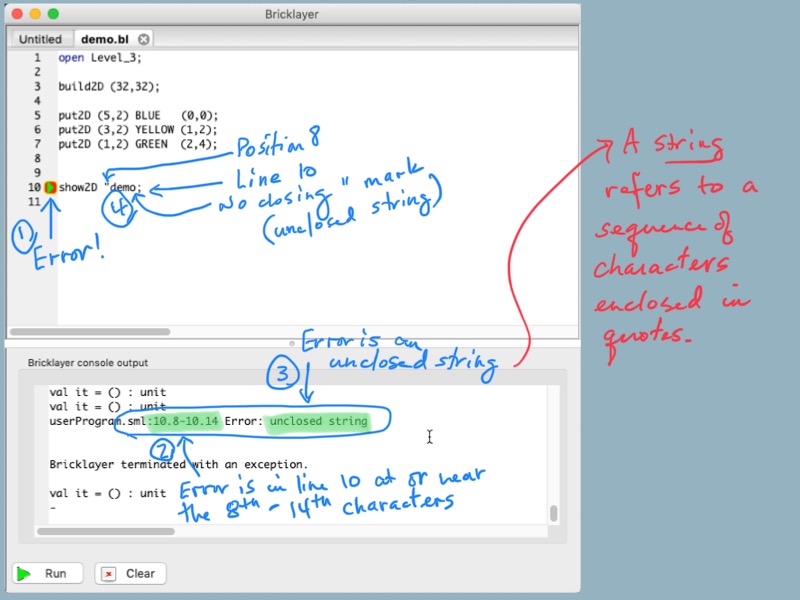 Bricklayer
Untitled
demo.bl
1 open Level_3;
2
3 build2D (32,32);
4
5 put2D (5,2) BLUE (0,0);
6 put2D (3,2) YELLOW (1,2);
7 put2D (1,2) GREEN (2,4);
8
9
10 show2D "demo;
11
Position 8
Line 10
No closing " mark
(unclosed string)
4
1
Error!
A string
refers to a
sequence of
characters
enclosed in
quotes.
Error is an
unclosed string
3
Bricklayer console output
val it = () : unit
val it = () : unit
userProgram.sml:10.8-10.14 Error: unclosed string
2
Bricklayer terminated with an exception.
val it = () : unit
-
Error is in line 10 at or near
the 8th - 14th characters
Run
Clear